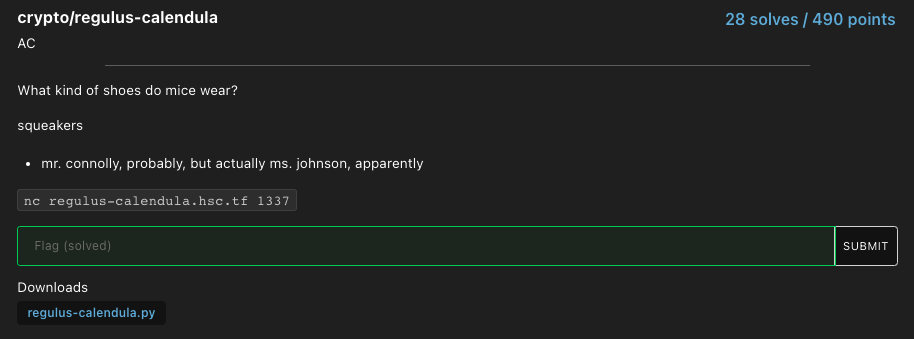 crypto/regulus-calendula
28 solves / 490 points
AC
What kind of shoes do mice wear?
squeakers
• mr. connolly, probably, but actually ms. johnson, apparently
nc regulus-calendula.hsc.tf 1337
Flag (solved)
SUBMIT
Downloads
regulus-calendula.py